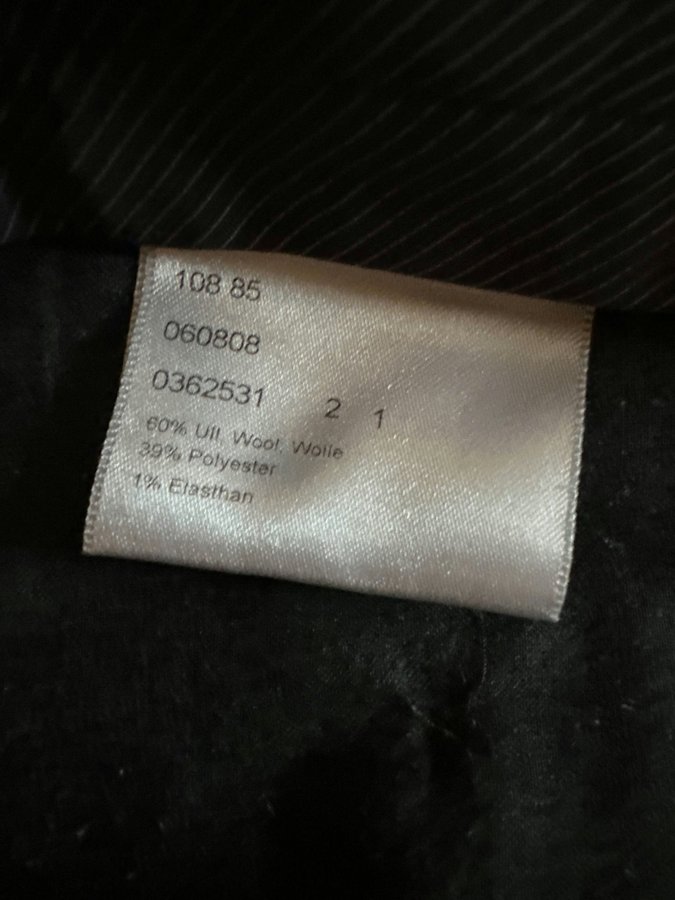 108 85
060808
0362531 2 1
60% Ull. Wool. Wolle
39% Polyester
1% Elasthan